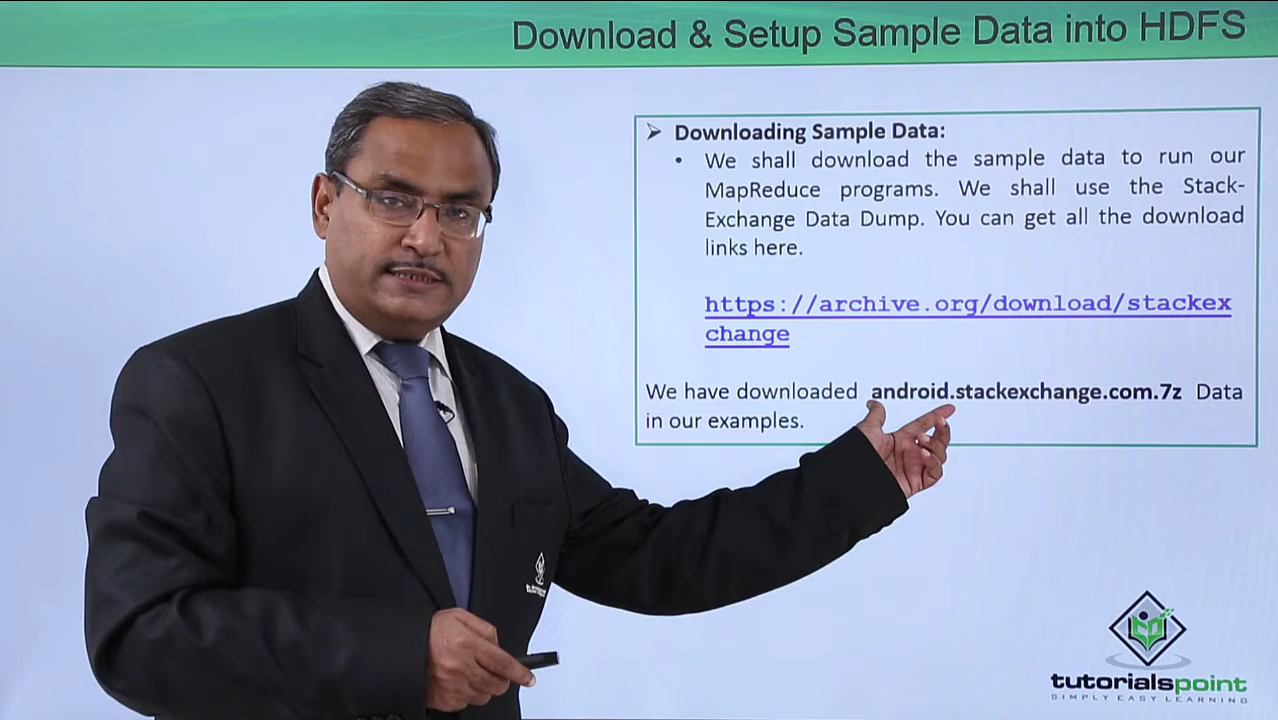 Download & Setup Sample Data into HDFS
➢ Downloading Sample Data:
• We shall download the sample data to run our
MapReduce programs. We shall use the Stack-
Exchange Data Dump. You can get all the download
links here.
https://archive.org/download/stackex
change
We have downloaded android.stackexchange.com.7z Data
in our examples.
tutorialspoint
SIMPLY EASY LEARNING